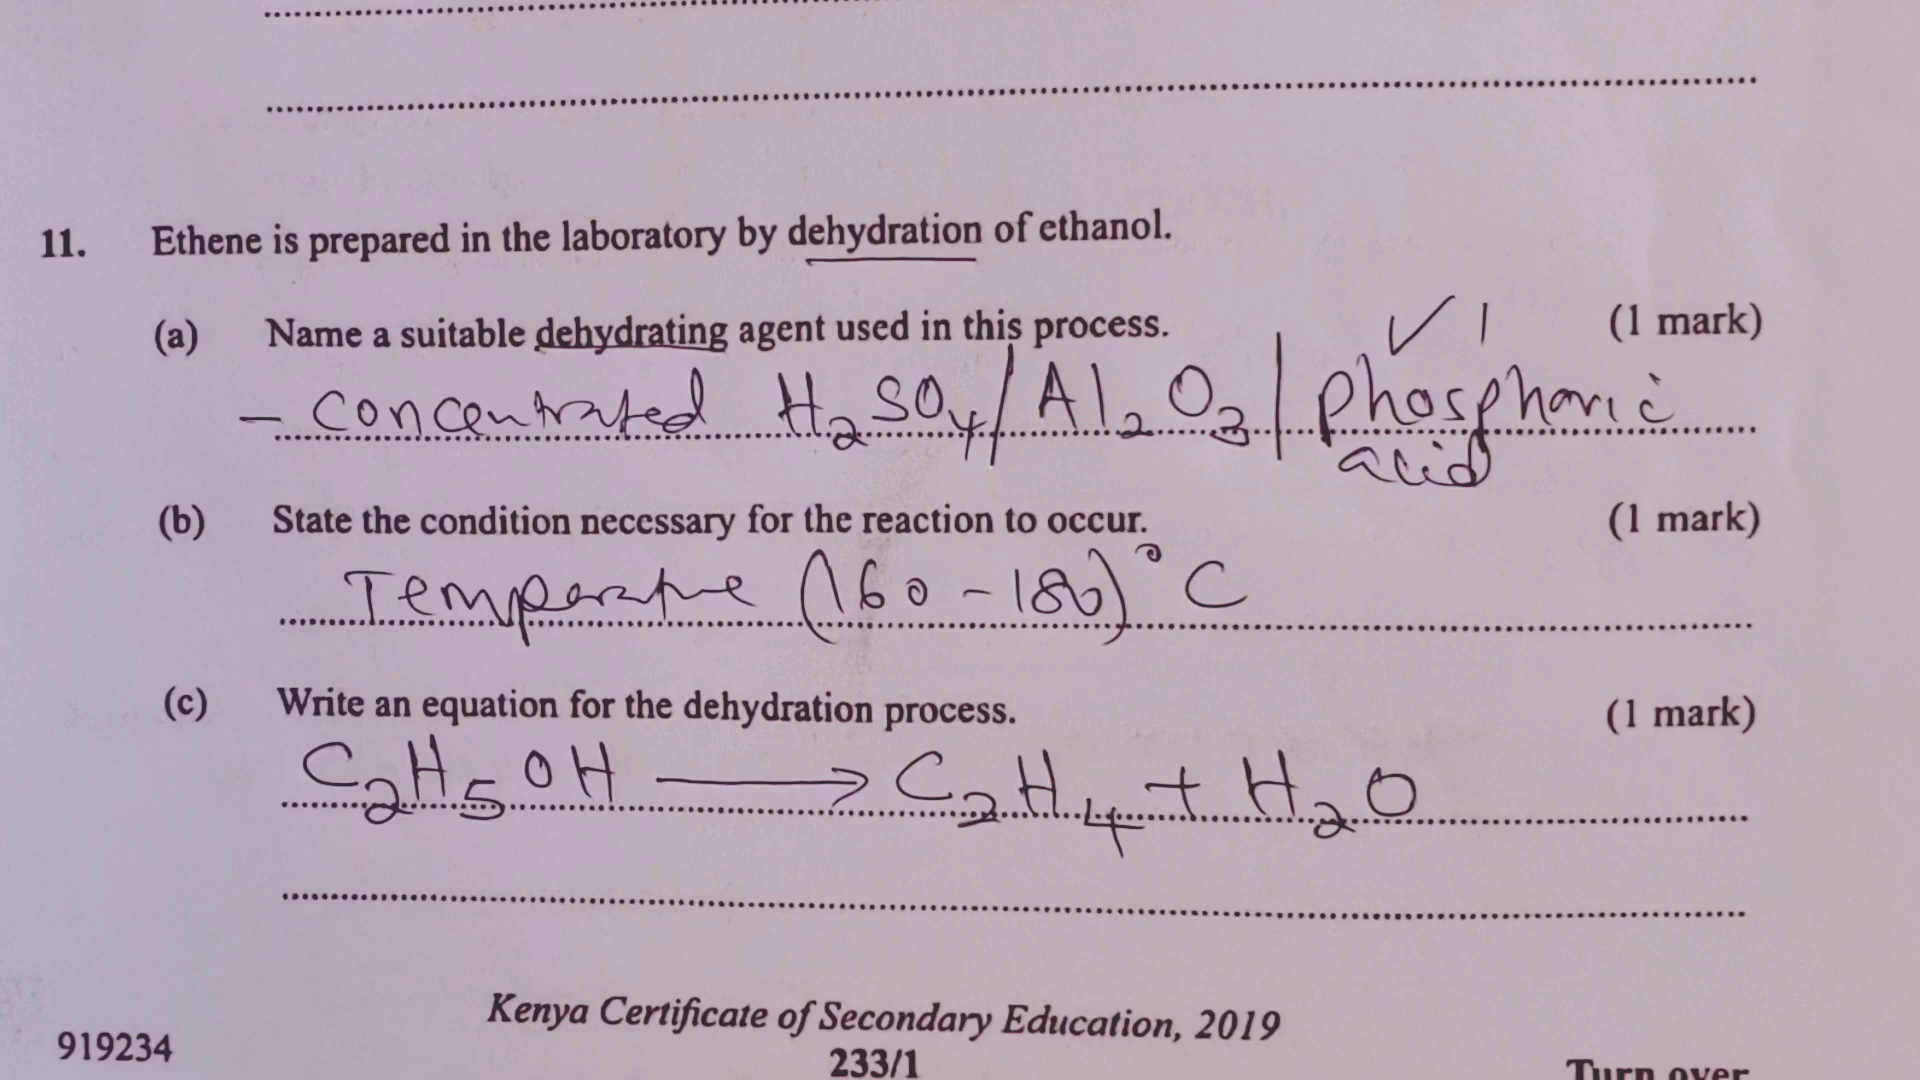 11. Ethene is prepared in the laboratory by dehydration of ethanol.
(a) Name a suitable dehydrating agent used in this process. ✓1 (1 mark)
- Concentrated H₂SO₄/Al₂O₃/phosphoric
acid
(b) State the condition necessary for the reaction to occur. (1 mark)
Temperature (160-180)°C
(c) Write an equation for the dehydration process. (1 mark)
C₂H₅OH → C₂H₄ + H₂O
Kenya Certificate of Secondary Education, 2019
919234
233/1
Turn over